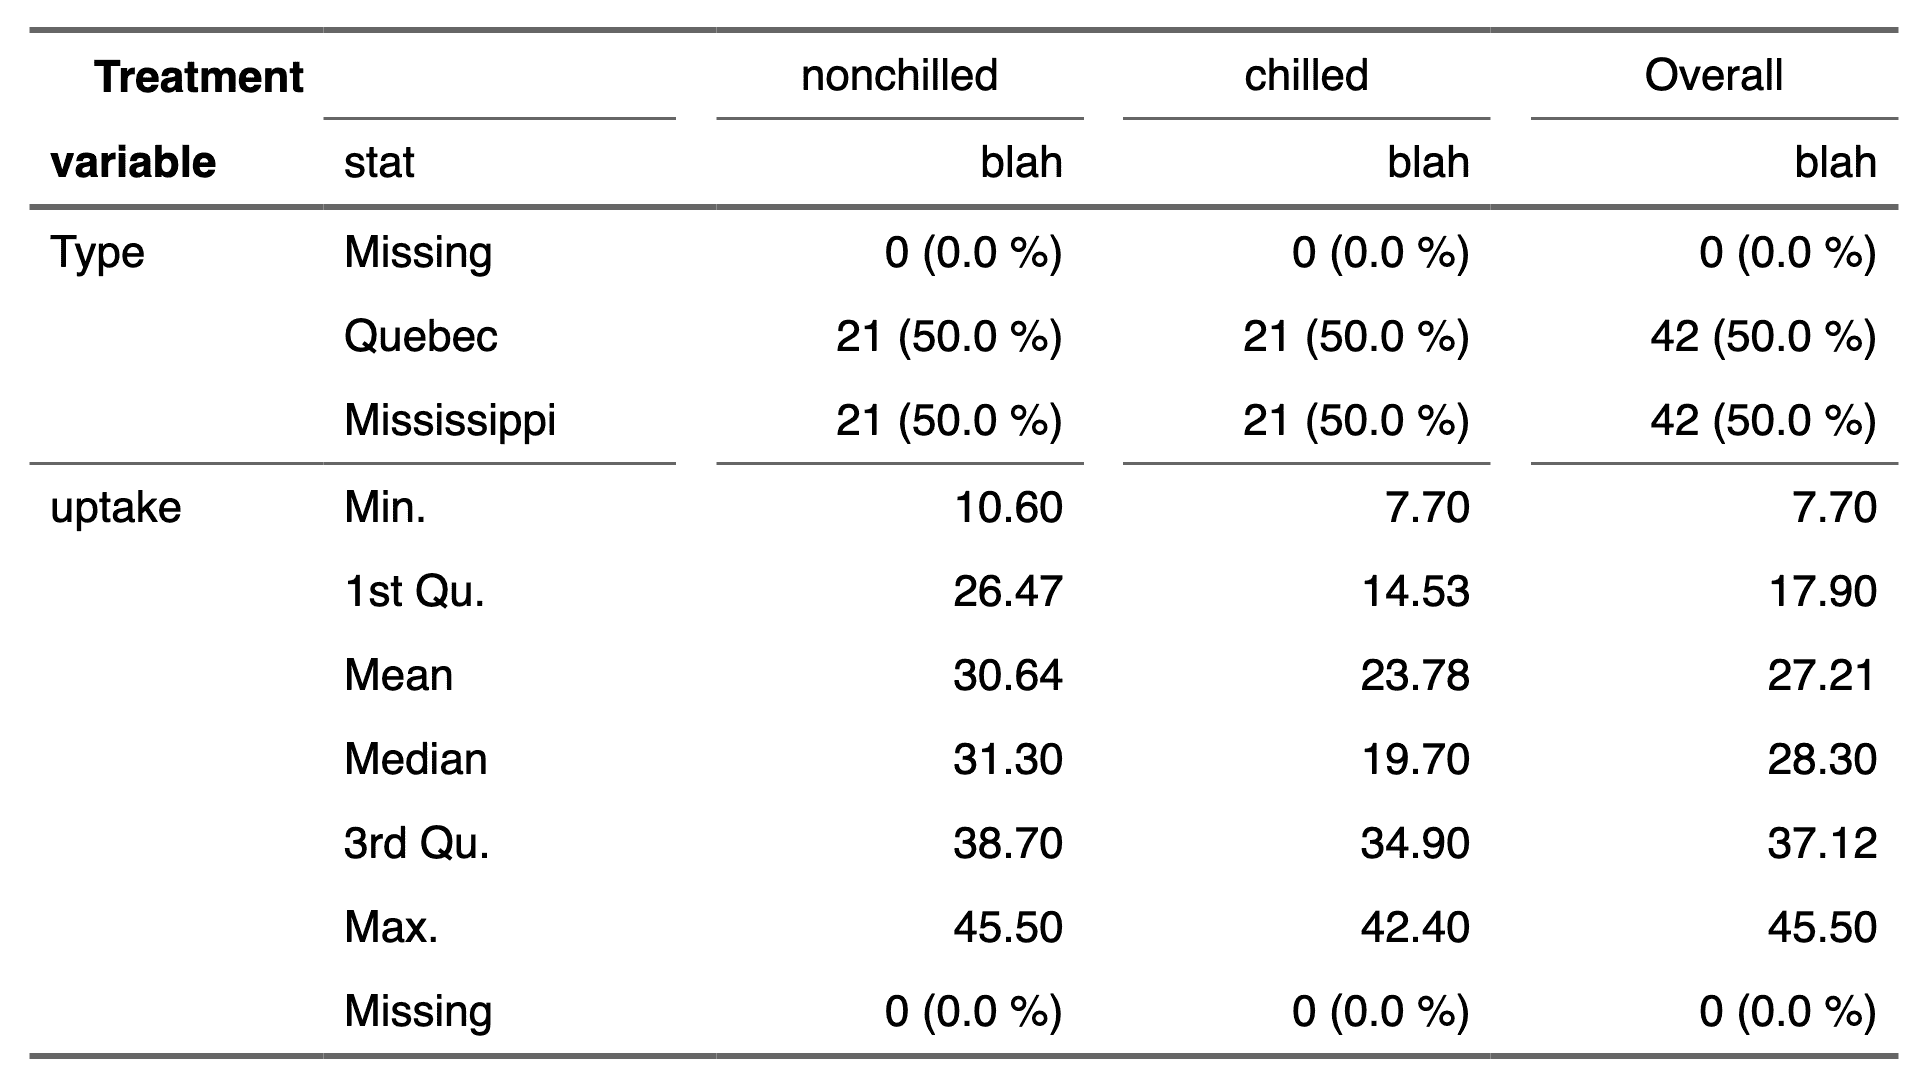 Treatment nonchilled chilled Overall
variable stat blah blah blah
Type Missing 0 (0.0 %) 0 (0.0 %) 0 (0.0 %)
Quebec 21 (50.0 %) 21 (50.0 %) 42 (50.0 %)
Mississippi 21 (50.0 %) 21 (50.0 %) 42 (50.0 %)
uptake Min. 10.60 7.70 7.70
1st Qu. 26.47 14.53 17.90
Mean 30.64 23.78 27.21
Median 31.30 19.70 28.30
3rd Qu. 38.70 34.90 37.12
Max. 45.50 42.40 45.50
Missing 0 (0.0 %) 0 (0.0 %) 0 (0.0 %)